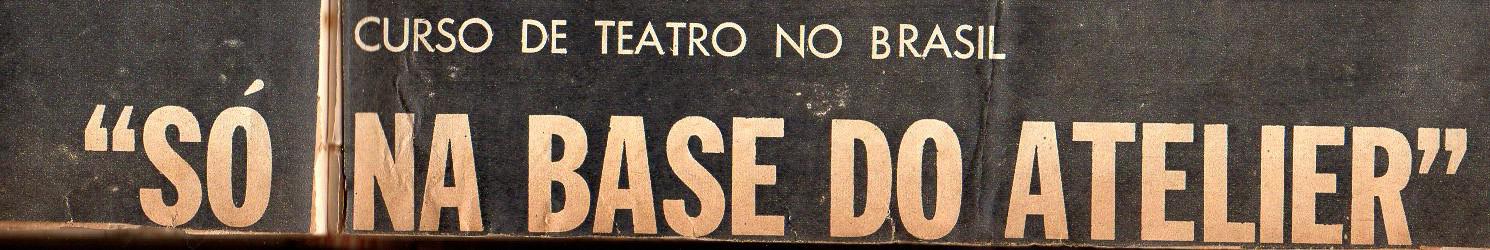 CURSO DE TEATRO NO BRASIL
“SÓ NA BASE DO ATELIER”